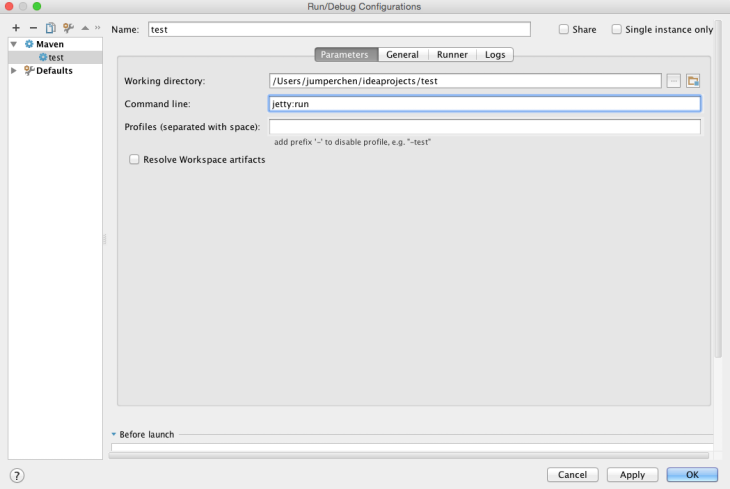 Run/Debug Configurations
Name: test Share Single instance only
Maven
test
Defaults
Parameters General Runner Logs
Working directory: /Users/jumperchen/ideaprojects/test
Command line: jetty:run
Profiles (separated with space):
add prefix '-' to disable profile, e.g. "-test"
Resolve Workspace artifacts
Before launch
? Cancel Apply OK